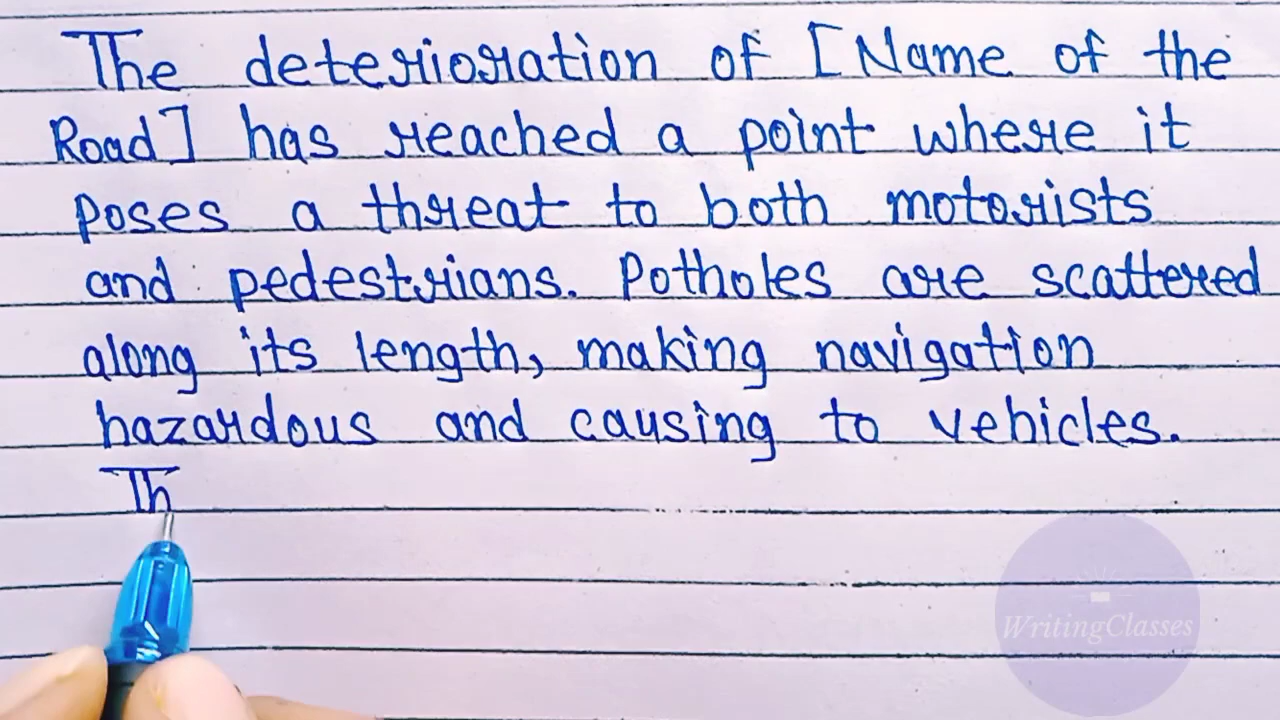 The deterioration of [Name of the
Road] has reached a point where it
poses a threat to both motorists
and pedestrians. Potholes are scattered
along its length, making navigation
hazardous and causing to vehicles.
Th
WritingClasses